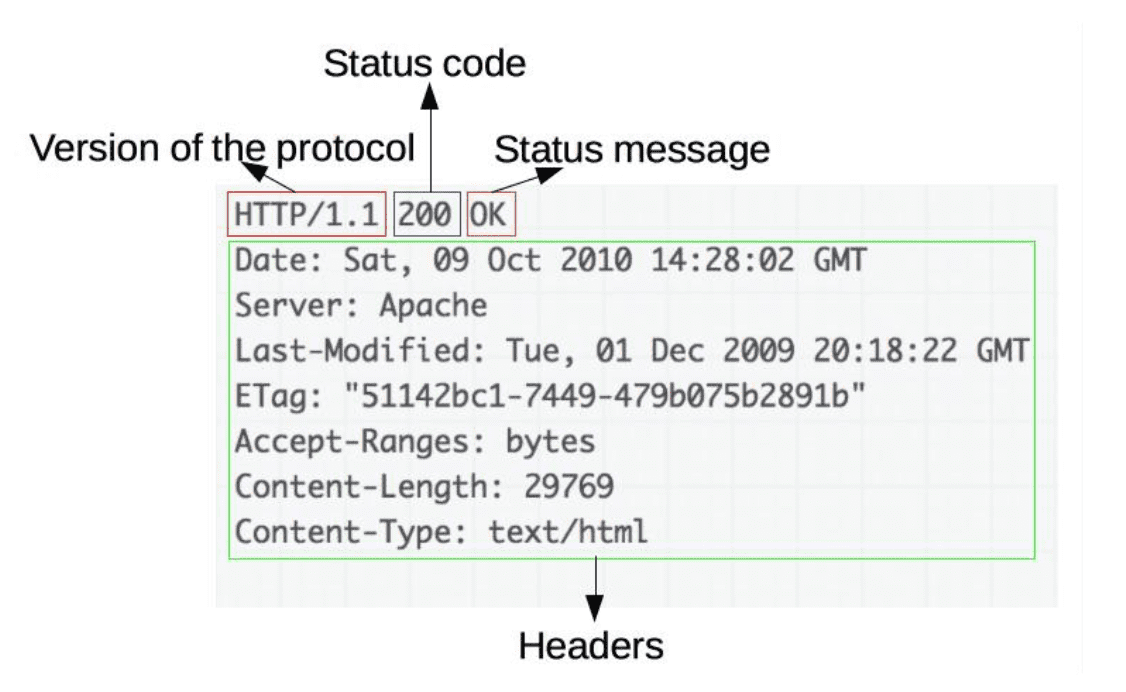 Status code
Version of the protocol
Status message
HTTP/1.1 200 OK
Date: Sat, 09 Oct 2010 14:28:02 GMT
Server: Apache
Last-Modified: Tue, 01 Dec 2009 20:18:22 GMT
ETag: "51142bc1-7449-479b075b2891b"
Accept-Ranges: bytes
Content-Length: 29769
Content-Type: text/html
Headers